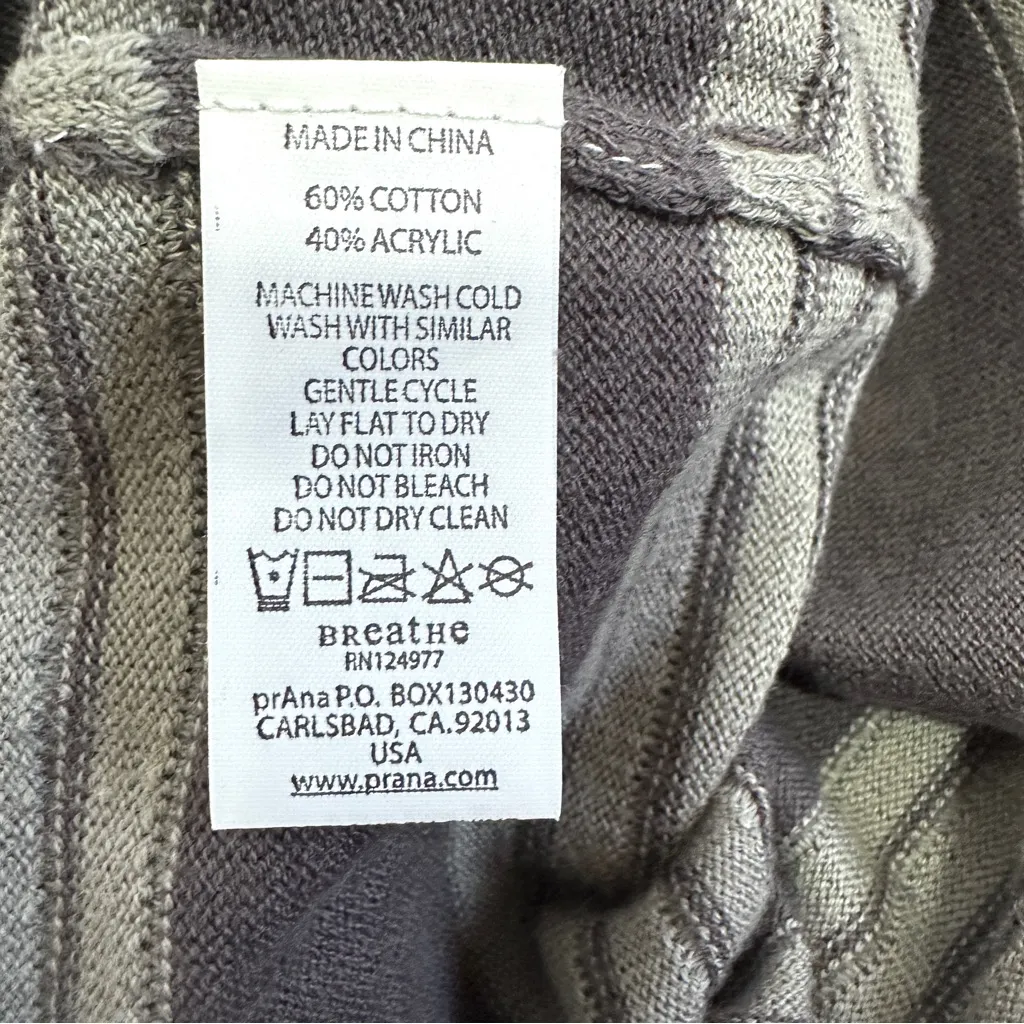 MADE IN CHINA
60% COTTON
40% ACRYLIC
MACHINE WASH COLD
WASH WITH SIMILAR
COLORS
GENTLE CYCLE
LAY FLAT TO DRY
DO NOT IRON
DO NOT BLEACH
DO NOT DRY CLEAN
BREATHE
RN124977
prAna P.O. BOX130430
CARLSBAD, CA.92013
USA
www.prana.com